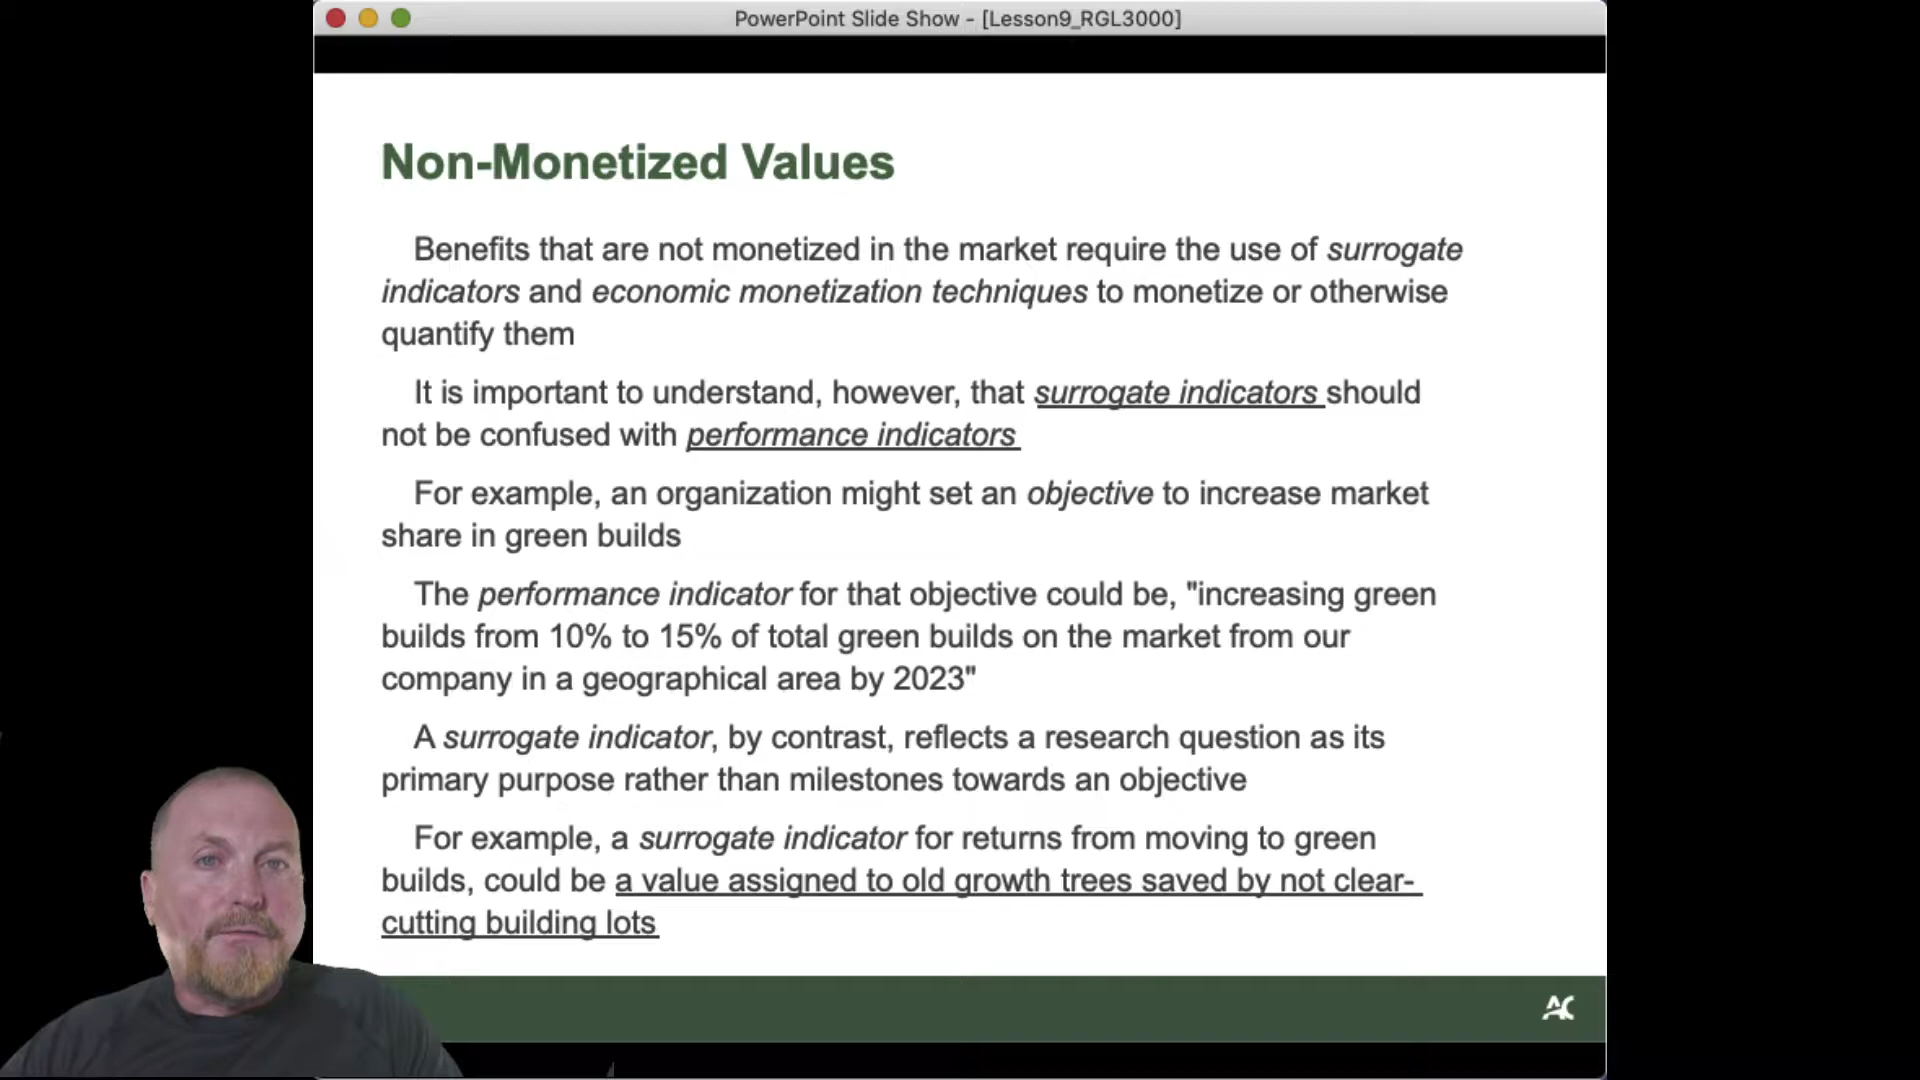 PowerPoint Slide Show - [Lesson9_RGL3000]
Non-Monetized Values
Benefits that are not monetized in the market require the use of surrogate
indicators and economic monetization techniques to monetize or otherwise
quantify them
It is important to understand, however, that surrogate indicators should
not be confused with performance indicators
For example, an organization might set an objective to increase market
share in green builds
The performance indicator for that objective could be, "increasing green
builds from 10% to 15% of total green builds on the market from our
company in a geographical area by 2023"
A surrogate indicator, by contrast, reflects a research question as its
primary purpose rather than milestones towards an objective
For example, a surrogate indicator for returns from moving to green
builds, could be a value assigned to old growth trees saved by not clear-
cutting building lots
AC